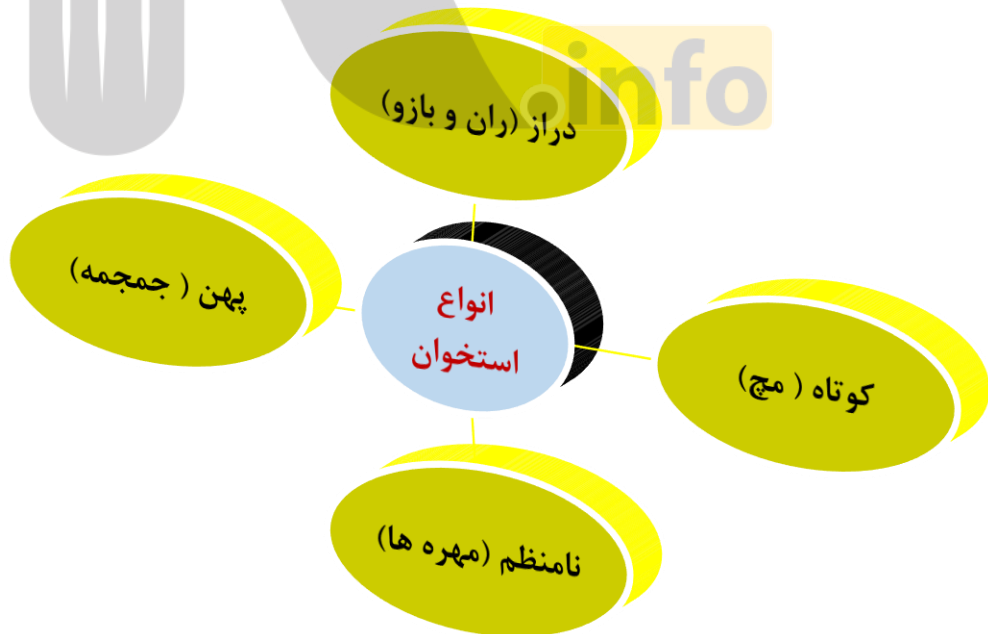 .info
دراز (ران و بازو)
پهن ( جمجمه)
انواع
استخوان
کوتاه ( مچ)
نامنظم (مهره ها)